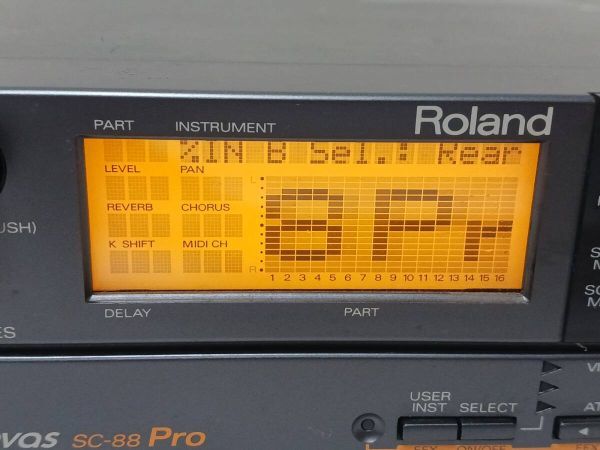 PART INSTRUMENT Roland
%IN B Sel.: Rear
LEVEL PAN
L
8Pr
REVERB CHORUS
USH)
K SHIFT MIDI CH
R
1 2 3 4 5 6 7 8 9 10 11 12 13 14 15 16
DELAY PART
ES
USER
INST SELECT
vas SC-88 Pro